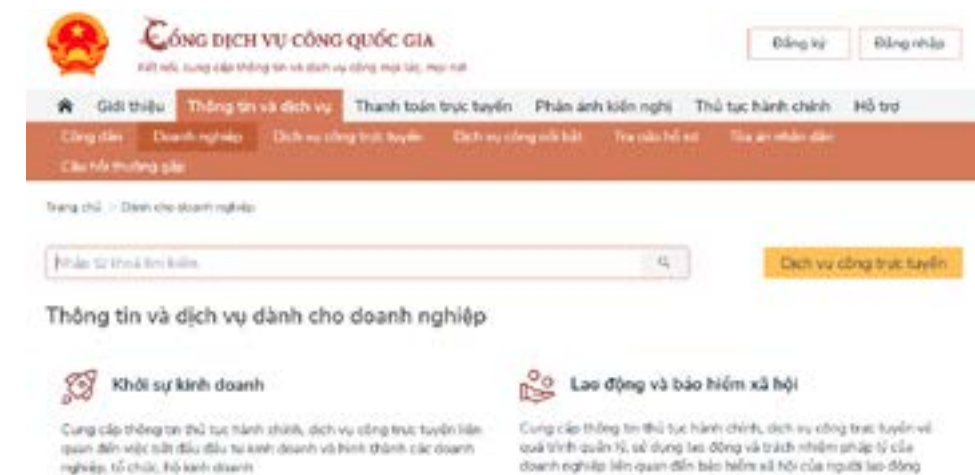 CỔNG DỊCH VỤ CÔNG QUỐC GIA
Kết nối, cung cấp thông tin và dịch vụ công mọi lúc, mọi nơi
Đăng ký
Đăng nhập
Giới thiệu
Thông tin và dịch vụ
Thanh toán trực tuyến
Phản ánh kiến nghị
Thủ tục hành chính
Hỗ trợ
Công dân
Doanh nghiệp
Dịch vụ công trực tuyến
Dịch vụ công nổi bật
Tra cứu hồ sơ
Tòa án nhân dân
Câu hỏi thường gặp
Trang chủ > Dành cho doanh nghiệp
Nhập từ khoá tìm kiếm
Dịch vụ công trực tuyến
Thông tin và dịch vụ dành cho doanh nghiệp
Khởi sự kinh doanh
Cung cấp thông tin thủ tục hành chính, dịch vụ công trực tuyến liên
quan đến việc bắt đầu đầu tư kinh doanh và hình thành các doanh
nghiệp, tổ chức, hộ kinh doanh
Lao động và bảo hiểm xã hội
Cung cấp thông tin thủ tục hành chính, dịch vụ công trực tuyến về
quá trình quản lý, sử dụng lao động và trách nhiệm pháp lý của
doanh nghiệp liên quan đến bảo hiểm xã hội của người lao động